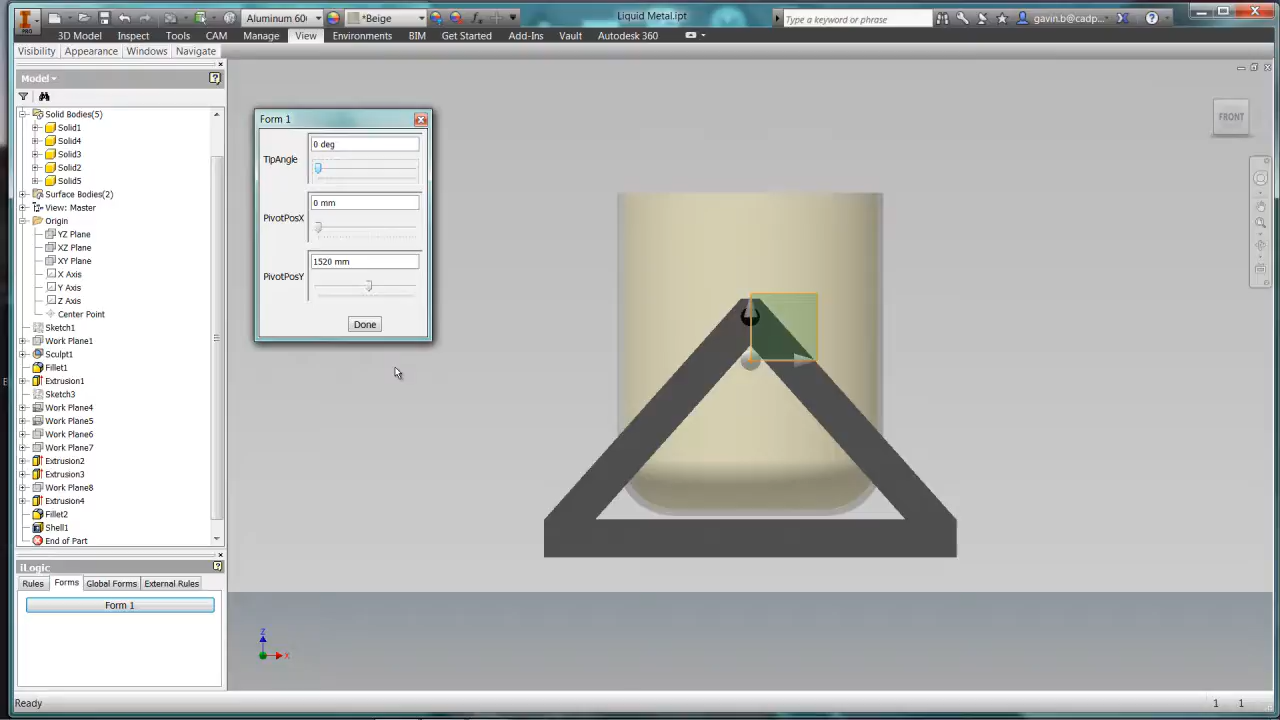 Aluminum 60
*Beige
Liquid Metal.ipt
Type a keyword or phrase
gavin.b@cadp...
PRO
3D Model Inspect Tools CAM Manage View Environments BIM Get Started Add-Ins Vault Autodesk 360
Visibility Appearance Windows Navigate
Model
Solid Bodies(5)
Solid1
Solid4
Solid3
Solid2
Solid5
Surface Bodies(2)
View: Master
Origin
YZ Plane
XZ Plane
XY Plane
X Axis
Y Axis
Z Axis
Center Point
Sketch1
Work Plane1
Sculpt1
Fillet1
Extrusion1
Sketch3
Work Plane4
Work Plane5
Work Plane6
Work Plane7
Extrusion2
Extrusion3
Work Plane8
Extrusion4
Fillet2
Shell1
End of Part
Form 1
TipAngle
0 deg
PivotPosX
0 mm
PivotPosY
1520 mm
Done
FRONT
iLogic
Rules Forms Global Forms External Rules
Form 1
Z
X
Ready
1 1